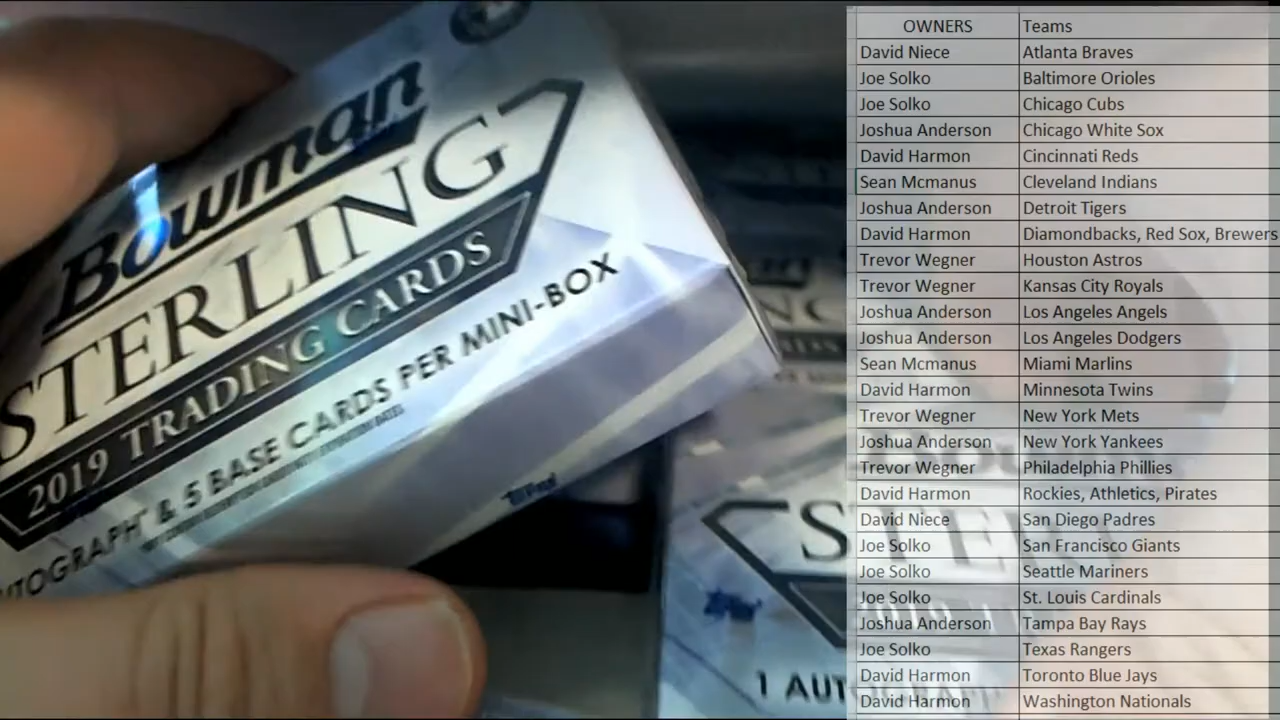 Bowman
STERLING
2019 TRADING CARDS
AUTOGRAPH & 5 BASE CARDS PER MINI-BOX
Topps
1 AUTOGRAPH
OWNERS Teams
David Niece Atlanta Braves
Joe Solko Baltimore Orioles
Joe Solko Chicago Cubs
Joshua Anderson Chicago White Sox
David Harmon Cincinnati Reds
Sean Mcmanus Cleveland Indians
Joshua Anderson Detroit Tigers
David Harmon Diamondbacks, Red Sox, Brewers
Trevor Wegner Houston Astros
Trevor Wegner Kansas City Royals
Joshua Anderson Los Angeles Angels
Joshua Anderson Los Angeles Dodgers
Sean Mcmanus Miami Marlins
David Harmon Minnesota Twins
Trevor Wegner New York Mets
Joshua Anderson New York Yankees
Trevor Wegner Philadelphia Phillies
David Harmon Rockies, Athletics, Pirates
David Niece San Diego Padres
Joe Solko San Francisco Giants
Joe Solko Seattle Mariners
Joe Solko St. Louis Cardinals
Joshua Anderson Tampa Bay Rays
Joe Solko Texas Rangers
David Harmon Toronto Blue Jays
David Harmon Washington Nationals